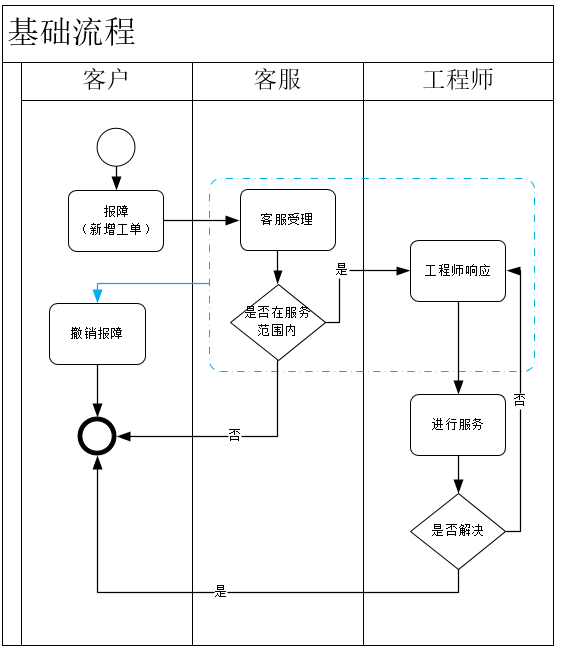 基础流程
客户
客服
工程师
报障
（新增工单）
客服受理
是
工程师响应
是否在服务
范围内
撤销报障
否
进行服务
否
是否解决
是